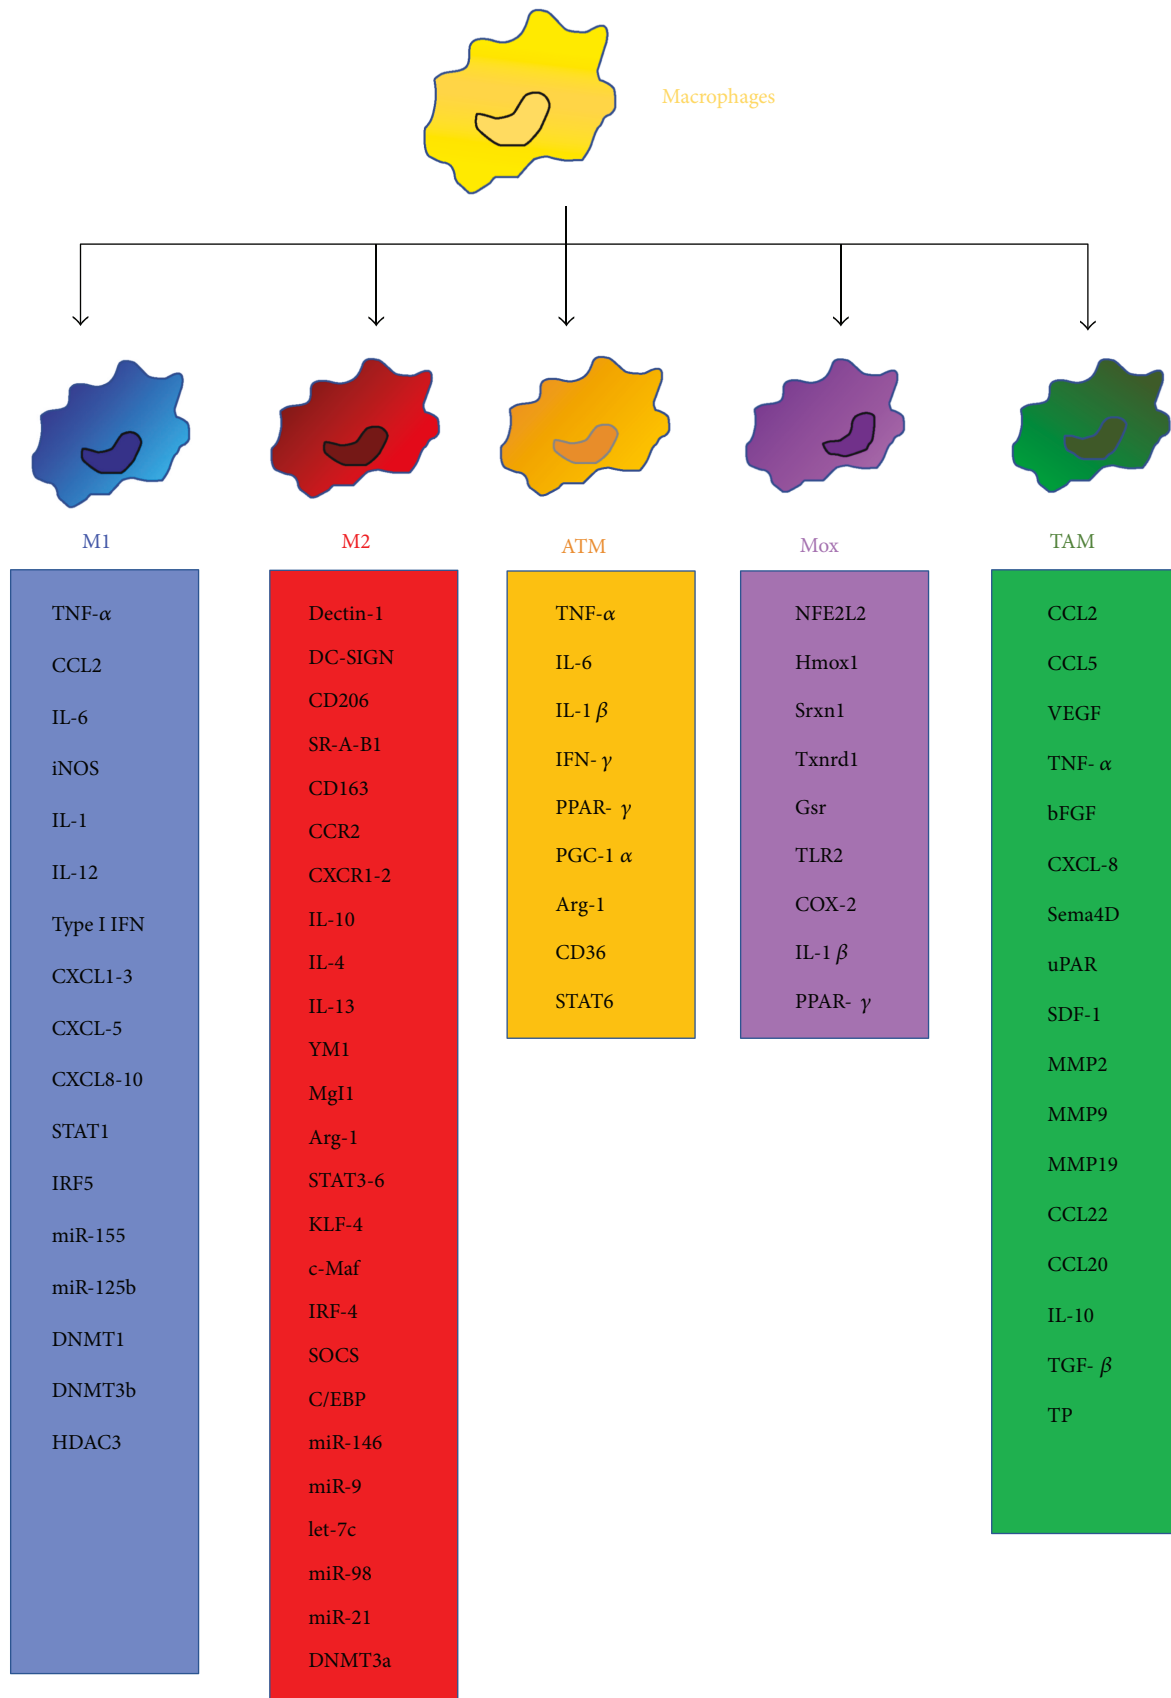 Macrophages
M1
TNF-α
CCL2
IL-6
iNOS
IL-1
IL-12
Type I IFN
CXCL1-3
CXCL-5
CXCL8-10
STAT1
IRF5
miR-155
miR-125b
DNMT1
DNMT3b
HDAC3
M2
Dectin-1
DC-SIGN
CD206
SR-A-B1
CD163
CCR2
CXCR1-2
IL-10
IL-4
IL-13
YM1
MgI1
Arg-1
STAT3-6
KLF-4
c-Maf
IRF-4
SOCS
C/EBP
miR-146
miR-9
let-7c
miR-98
miR-21
DNMT3a
ATM
TNF-α
IL-6
IL-1 β
IFN- γ
PPAR- γ
PGC-1 α
Arg-1
CD36
STAT6
Mox
NFE2L2
Hmox1
Srxn1
Txnrd1
Gsr
TLR2
COX-2
IL-1 β
PPAR- γ
TAM
CCL2
CCL5
VEGF
TNF- α
bFGF
CXCL-8
Sema4D
uPAR
SDF-1
MMP2
MMP9
MMP19
CCL22
CCL20
IL-10
TGF- β
TP